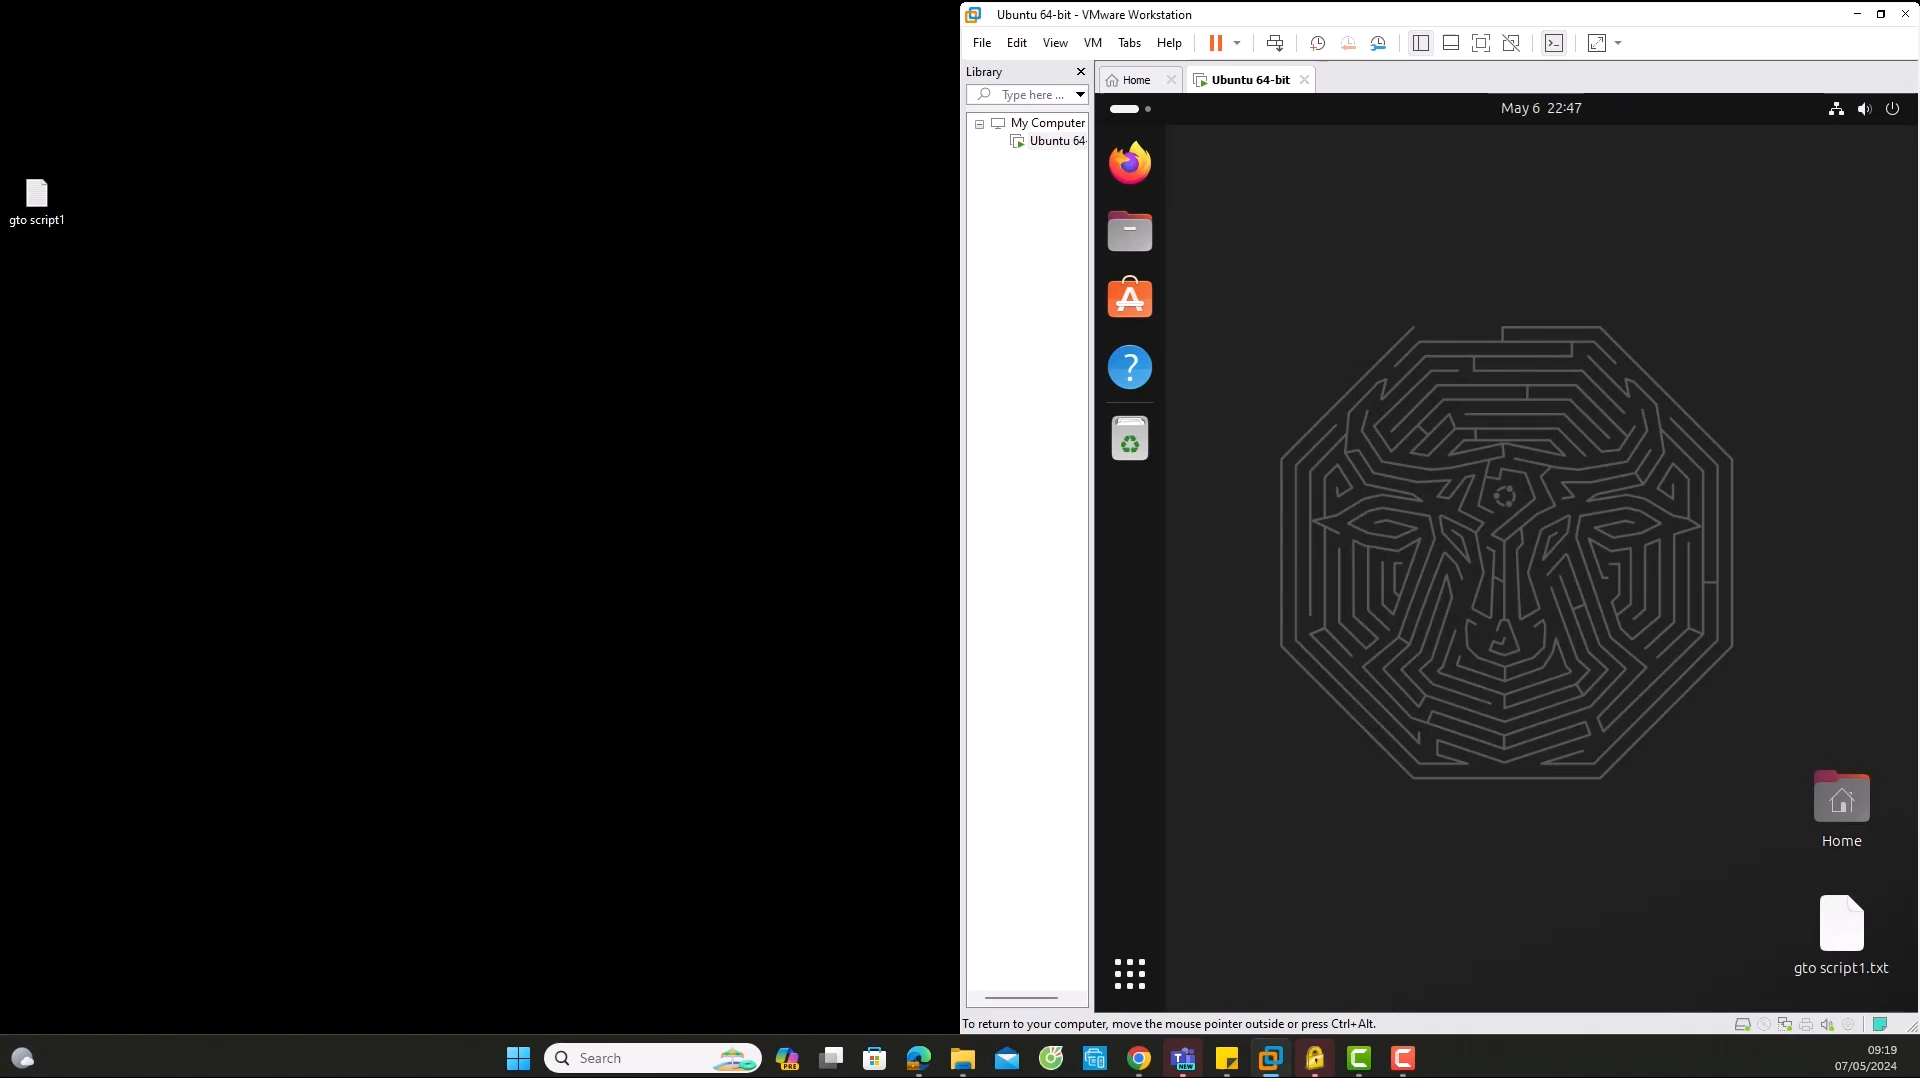 gto script1
Ubuntu 64-bit - VMware Workstation
File Edit View VM Tabs Help
Library
Type here ...
My Computer
Ubuntu 64-
Home
Ubuntu 64-bit
May 6 22:47
Home
gto script1.txt
To return to your computer, move the mouse pointer outside or press Ctrl+Alt.
Search
PRE
NEW
09:19
07/05/2024